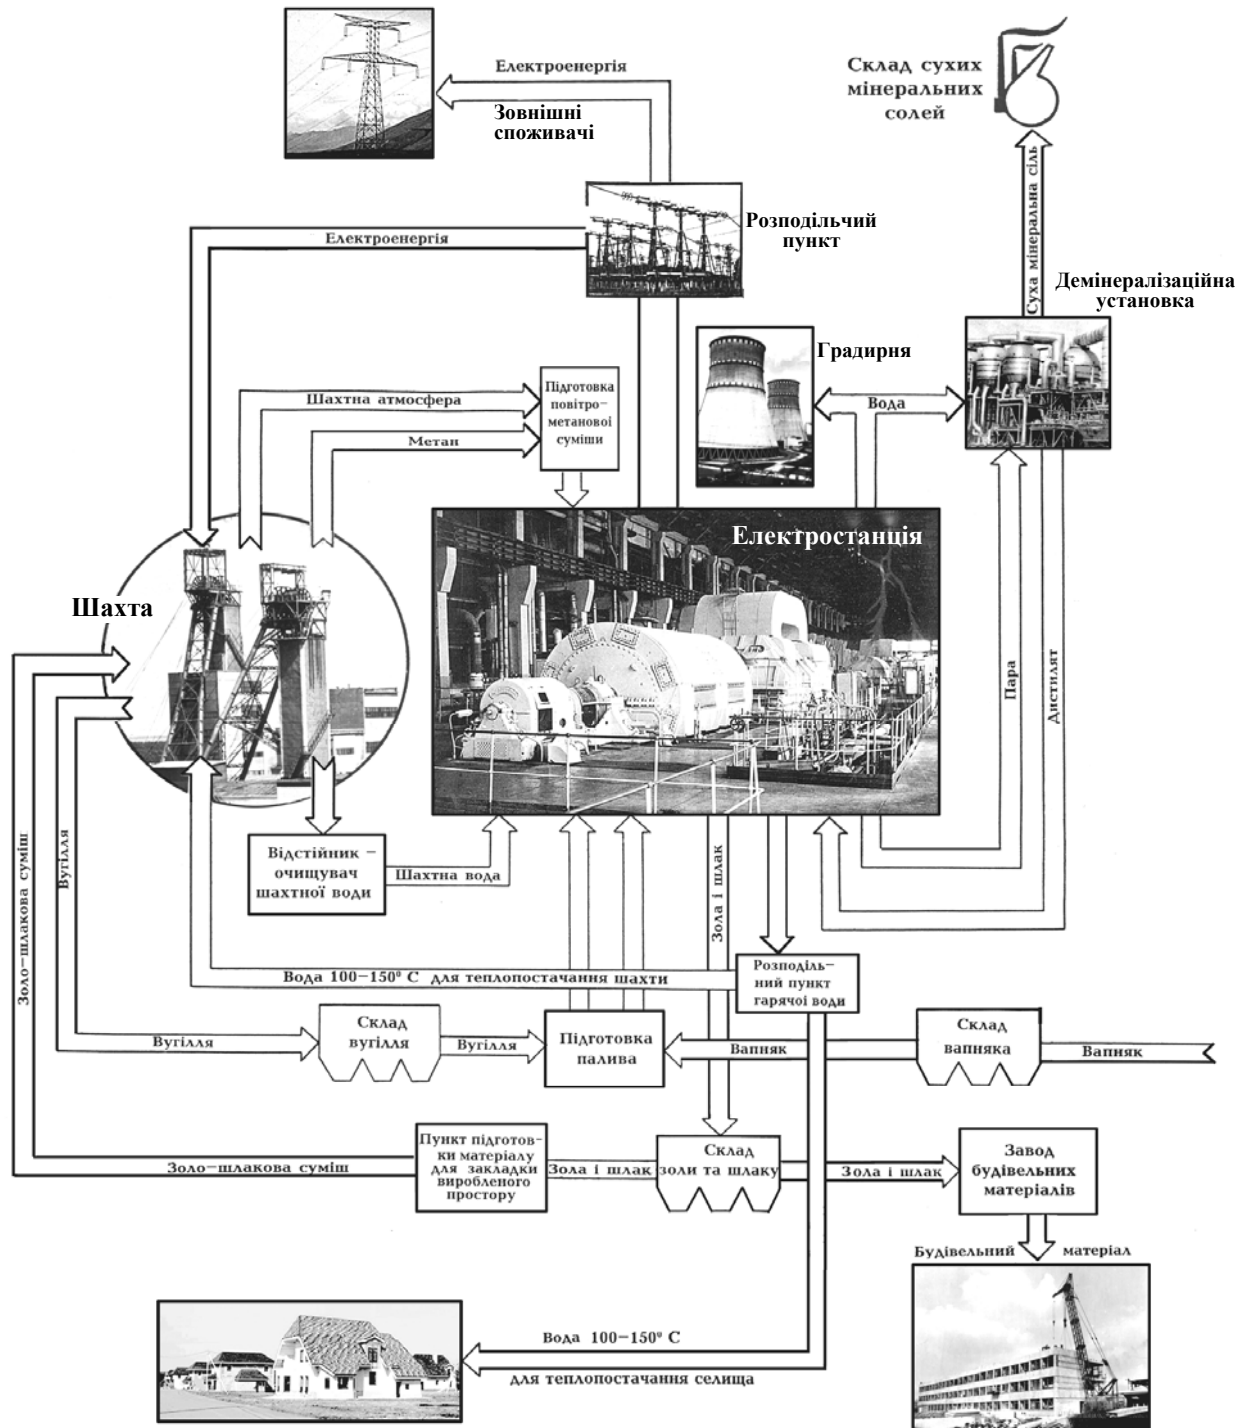 Електроенергія
Зовнішні
споживачі
Склад сухих
мінеральних
солей
Суха мінеральна сіль
Розподільчий
пункт
Електроенергія
Демінералізаційна
установка
Градирня
Вода
Підготовка
повітро–
метанової
суміши
Шахтна атмосфера
Метан
Електростанція
Шахта
Пара
Дистилят
Відстійник –
очищувач
шахтної води
Шахтна вода
Зола і шлак
Вугілля
Золо–шлакова суміш
Вода 100–150⁰ С для теплопостачання шахти
Розподіль–
ний пункт
гарячої води
Вугілля
Склад
вугілля
Вугілля
Підготовка
палива
Вапняк
Склад
вапняка
Вапняк
Золо–шлакова суміш
Пункт підготов–
ки матеріалу
для закладки
виробленого
простору
Зола і шлак
Склад
золи та шлаку
Зола і шлак
Завод
будівельних
матеріалів
Будівельний матеріал
Вода 100–150⁰ С
для теплопостачання селища